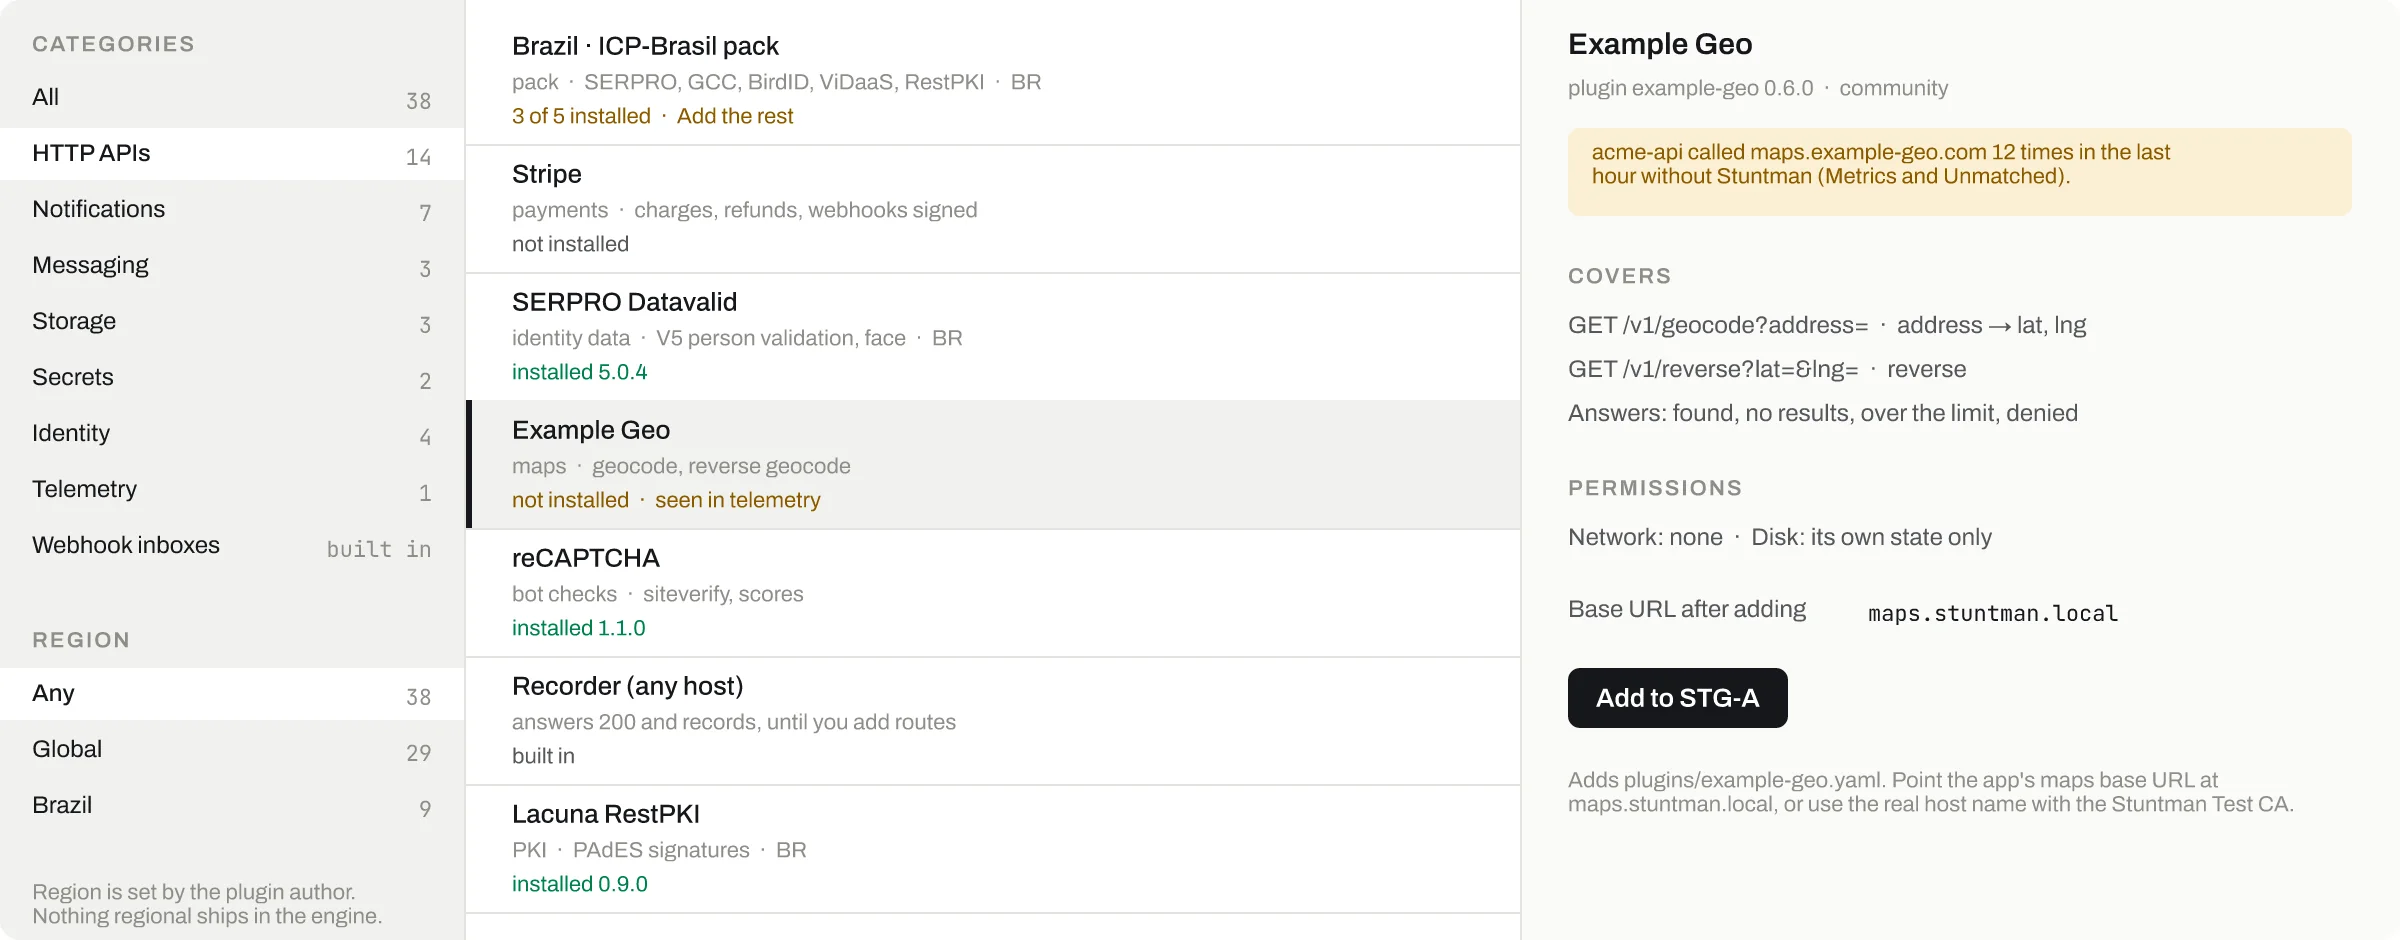 CATEGORIES
All 38
HTTP APIs 14
Notifications 7
Messaging 3
Storage 3
Secrets 2
Identity 4
Telemetry 1
Webhook inboxes built in
REGION
Any 38
Global 29
Brazil 9
Region is set by the plugin author.
Nothing regional ships in the engine.
Brazil · ICP-Brasil pack
pack · SERPRO, GCC, BirdID, ViDaaS, RestPKI · BR
3 of 5 installed · Add the rest
Stripe
payments · charges, refunds, webhooks signed
not installed
SERPRO Datavalid
identity data · V5 person validation, face · BR
installed 5.0.4
Example Geo
maps · geocode, reverse geocode
not installed · seen in telemetry
reCAPTCHA
bot checks · siteverify, scores
installed 1.1.0
Recorder (any host)
answers 200 and records, until you add routes
built in
Lacuna RestPKI
PKI · PAdES signatures · BR
installed 0.9.0
Example Geo
plugin example-geo 0.6.0 · community
acme-api called maps.example-geo.com 12 times in the last
hour without Stuntman (Metrics and Unmatched).
COVERS
GET /v1/geocode?address= · address → lat, lng
GET /v1/reverse?lat=&lng= · reverse
Answers: found, no results, over the limit, denied
PERMISSIONS
Network: none · Disk: its own state only
Base URL after adding maps.stuntman.local
Add to STG-A
Adds plugins/example-geo.yaml. Point the app's maps base URL at
maps.stuntman.local, or use the real host name with the Stuntman Test CA.